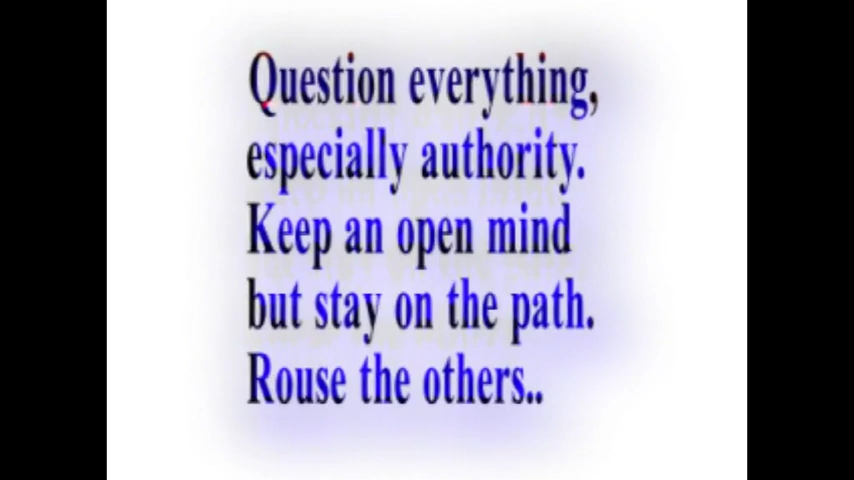 Question everything,
especially authority.
Keep an open mind
but stay on the path.
Rouse the others..